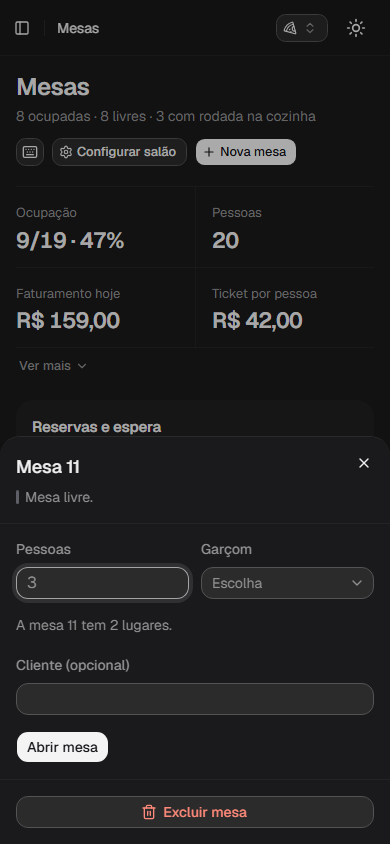 Mesas
Mesas
8 ocupadas · 8 livres · 3 com rodada na cozinha
Configurar salão
Nova mesa
Ocupação
Pessoas
9/19 · 47%
20
Faturamento hoje
Ticket por pessoa
R$ 159,00
R$ 42,00
Ver mais
Reservas e espera
Mesa 11
Mesa livre.
Pessoas
Garçom
3
Escolha
A mesa 11 tem 2 lugares.
Cliente (opcional)
Abrir mesa
Excluir mesa